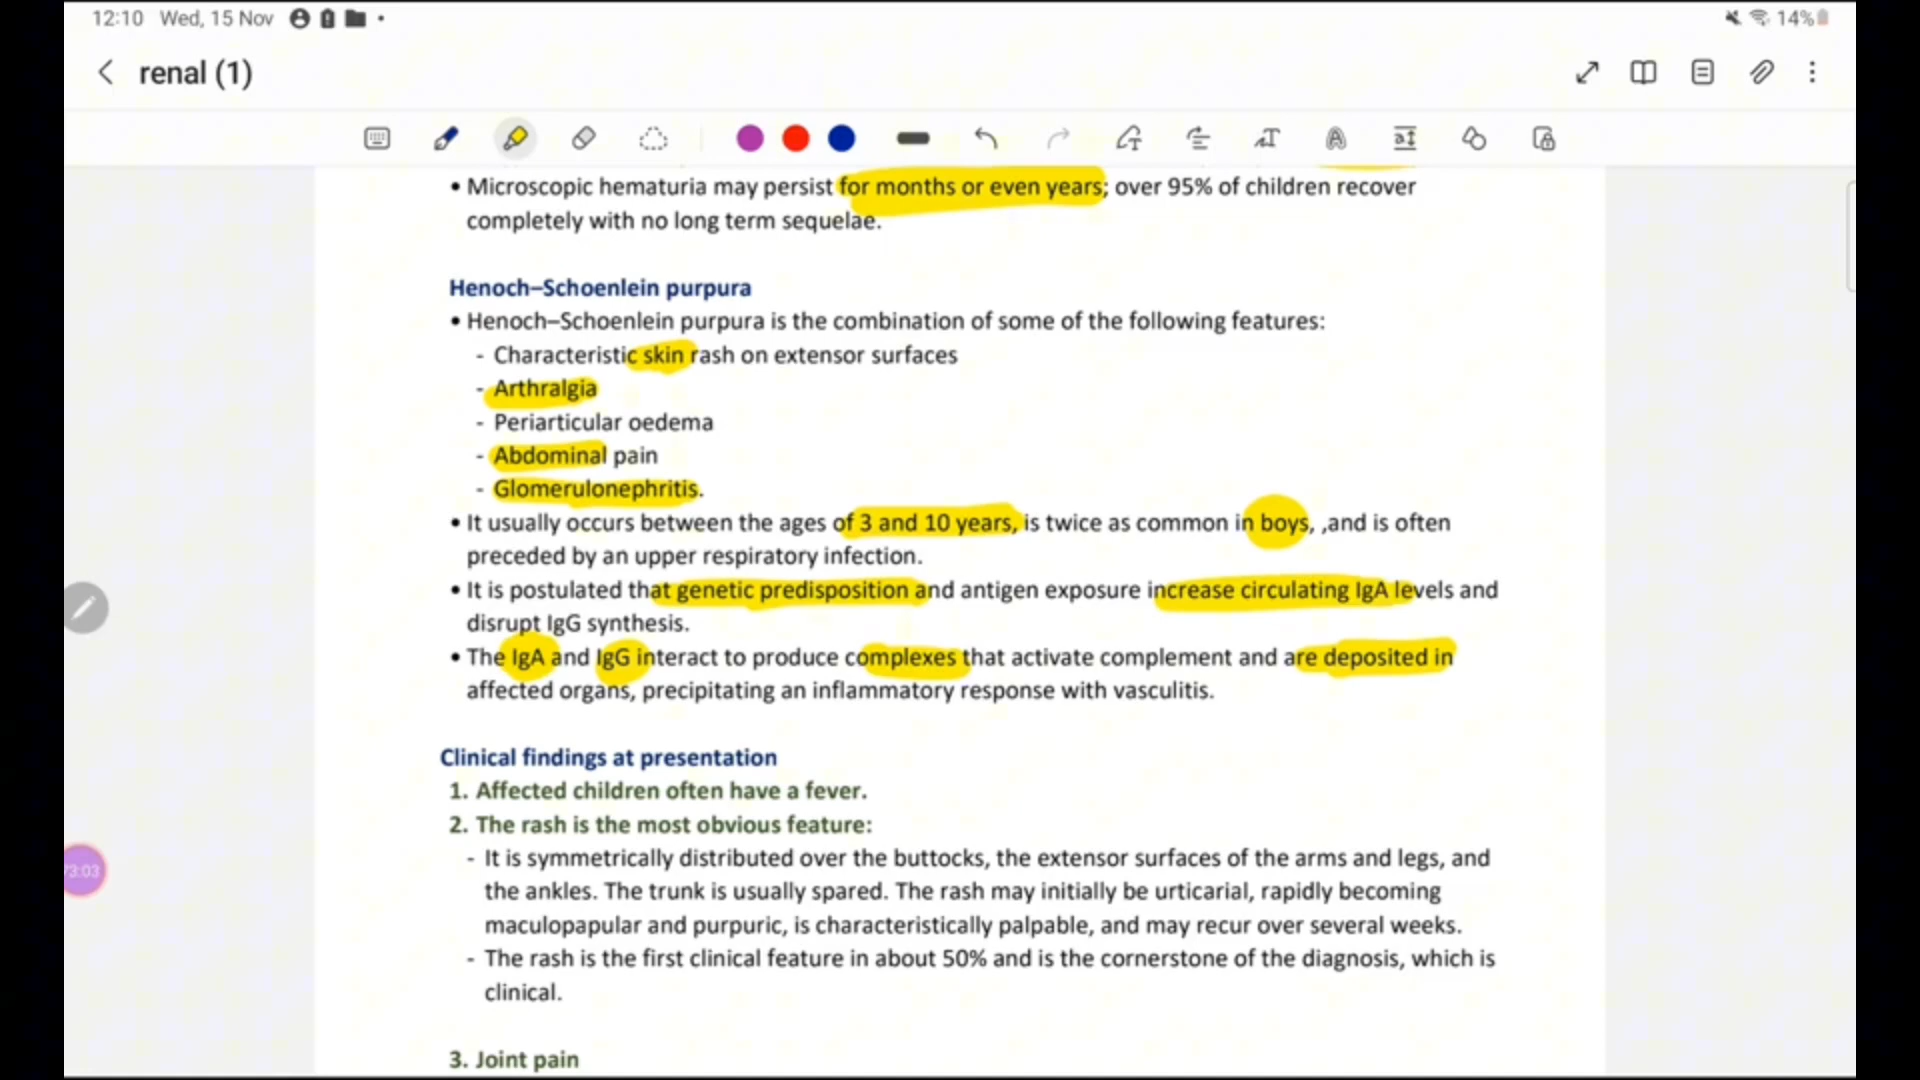 12:10 Wed, 15 Nov
14%
renal (1)
• Microscopic hematuria may persist for months or even years; over 95% of children recover
completely with no long term sequelae.
Henoch–Schoenlein purpura
• Henoch–Schoenlein purpura is the combination of some of the following features:
- Characteristic skin rash on extensor surfaces
- Arthralgia
- Periarticular oedema
- Abdominal pain
- Glomerulonephritis.
• It usually occurs between the ages of 3 and 10 years, is twice as common in boys, ,and is often
preceded by an upper respiratory infection.
• It is postulated that genetic predisposition and antigen exposure increase circulating IgA levels and
disrupt IgG synthesis.
• The IgA and IgG interact to produce complexes that activate complement and are deposited in
affected organs, precipitating an inflammatory response with vasculitis.
Clinical findings at presentation
1. Affected children often have a fever.
2. The rash is the most obvious feature:
- It is symmetrically distributed over the buttocks, the extensor surfaces of the arms and legs, and
the ankles. The trunk is usually spared. The rash may initially be urticarial, rapidly becoming
maculopapular and purpuric, is characteristically palpable, and may recur over several weeks.
- The rash is the first clinical feature in about 50% and is the cornerstone of the diagnosis, which is
clinical.
73:03
3. Joint pain